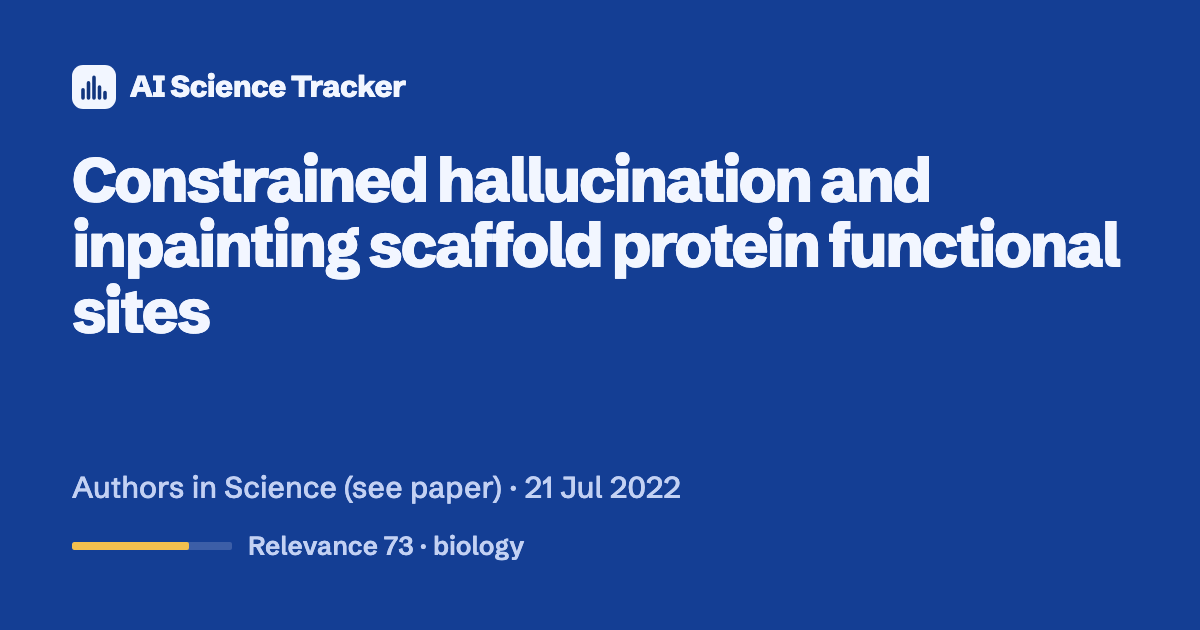 AI Science Tracker
Constrained hallucination and
inpainting scaffold protein functional
sites
Authors in Science (see paper) · 21 Jul 2022
Relevance 73 · biology